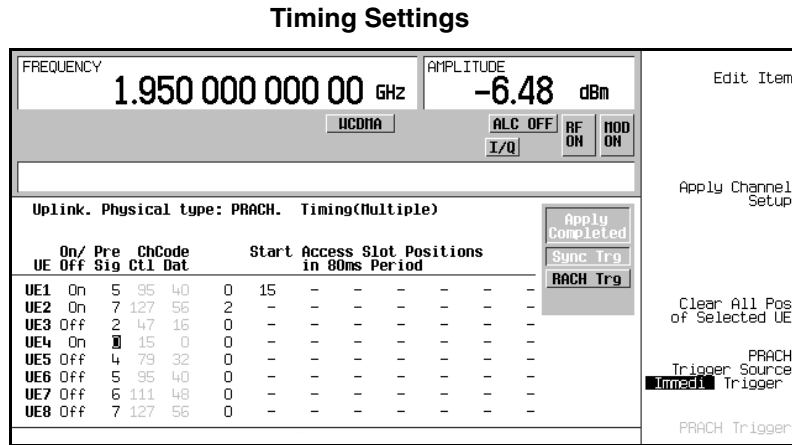 Timing Settings
FREQUENCY
1.950 000 000 00 GHz
AMPLITUDE
-6.48 dBm
WCDMA
ALC OFF
I/Q
RF ON
MOD ON
Uplink. Physical type: PRACH. Timing(Multiple)
Apply Completed
Sync Trg
RACH Trg
On/ Pre ChCode Start Access Slot Positions
UE Off Sig Ctl Dat in 80ms Period
UE1 On 5 95 40 0 15 - - - - - -
UE2 On 7 127 56 2 - - - - - - -
UE3 Off 2 47 16 0 - - - - - - -
UE4 On 0 15 0 0 - - - - - - -
UE5 Off 4 79 32 0 - - - - - - -
UE6 Off 5 95 40 0 - - - - - - -
UE7 Off 6 111 48 0 - - - - - - -
UE8 Off 7 127 56 0 - - - - - - -
Edit Item
Apply Channel
Setup
Clear All Pos
of Selected UE
PRACH
Trigger Source
Immedi Trigger
PRACH Trigger